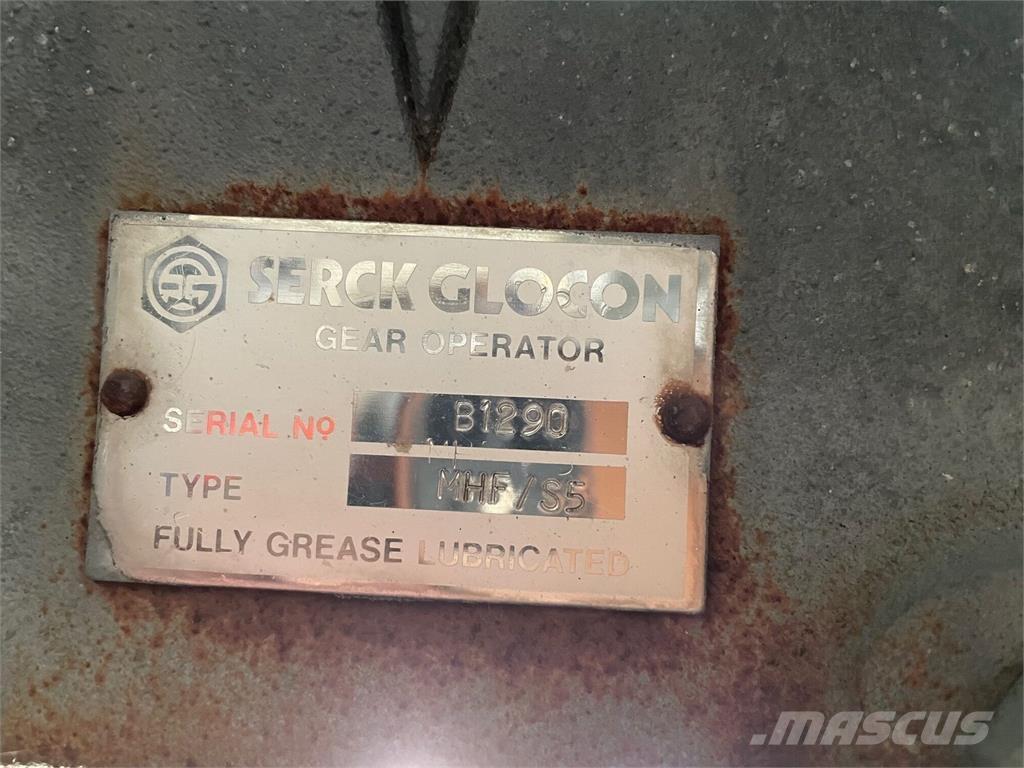 SERCK GLOCON
GEAR OPERATOR
SERIAL Nº B1290
TYPE MHF/S5
FULLY GREASE LUBRICATED
MASCUS